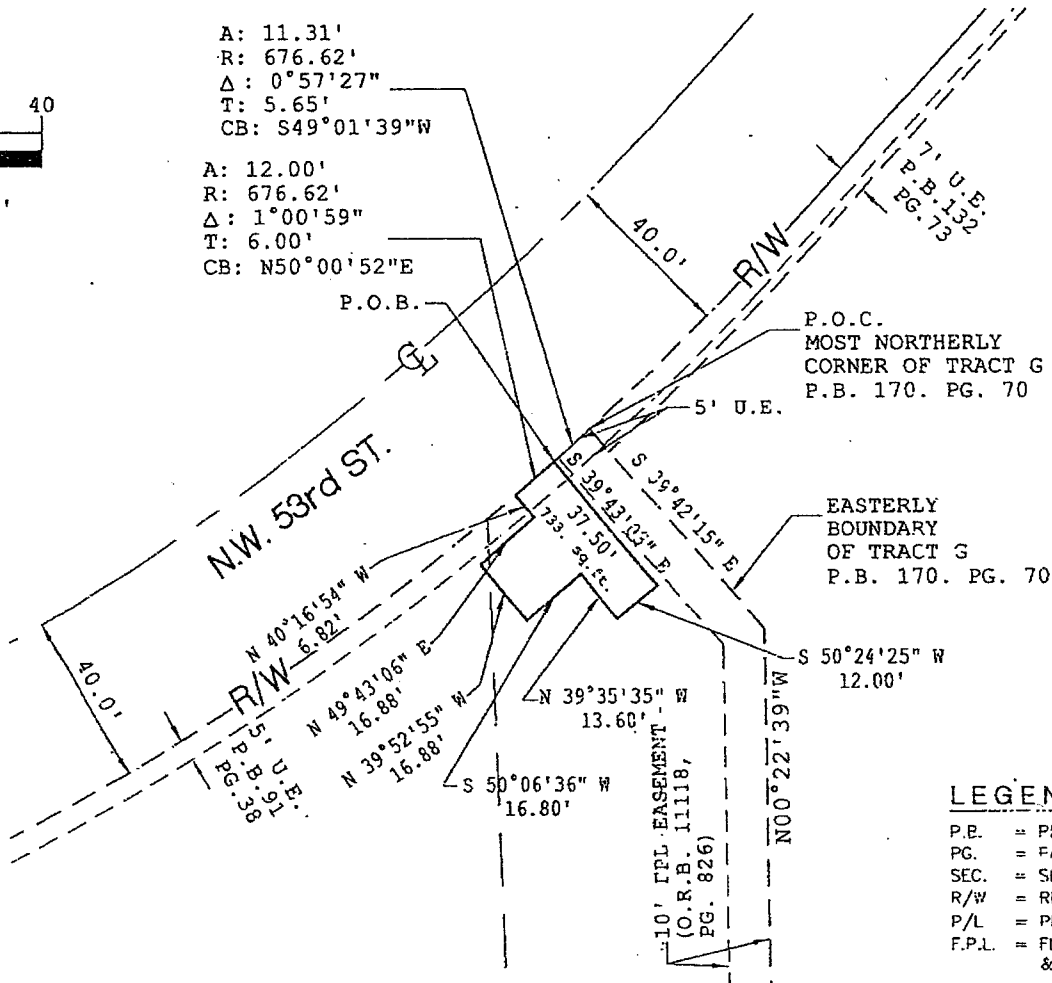 A: 11.31'
R: 676.62'
Δ: 0°57'27"
T: 5.65'
CB: S49°01'39"W
40
'
A: 12.00'
R: 676.62'
Δ: 1°00'59"
T: 6.00'
CB: N50°00'52"E
P.O.B.
40.0'
R/W
7' U.E.
P.B.132
PG.73
P.O.C.
MOST NORTHERLY
CORNER OF TRACT G
P.B. 170. PG. 70
5' U.E.
CL
N.W. 53rd ST.
S 39°43'03" E
37.50'
733. sq.ft.
S 39°42'15" E
EASTERLY
BOUNDARY
OF TRACT G
P.B. 170. PG. 70
N 40°16'54" W
6.82'
40.0'
R/W
5' U.E.
P.B.91
PG.38
N 49°43'06" E
16.88'
N 39°52'55" W
16.88'
S 50°24'25" W
12.00'
N 39°35'35" W
13.60'
S 50°06'36" W
16.80'
10' FPL EASEMENT
(O.R.B. 11118,
PG. 826)
N00°22'39"W
LEGEN
P.B. =
PG. =
SEC. =
R/W =
P/L =
F.P.L. =
&